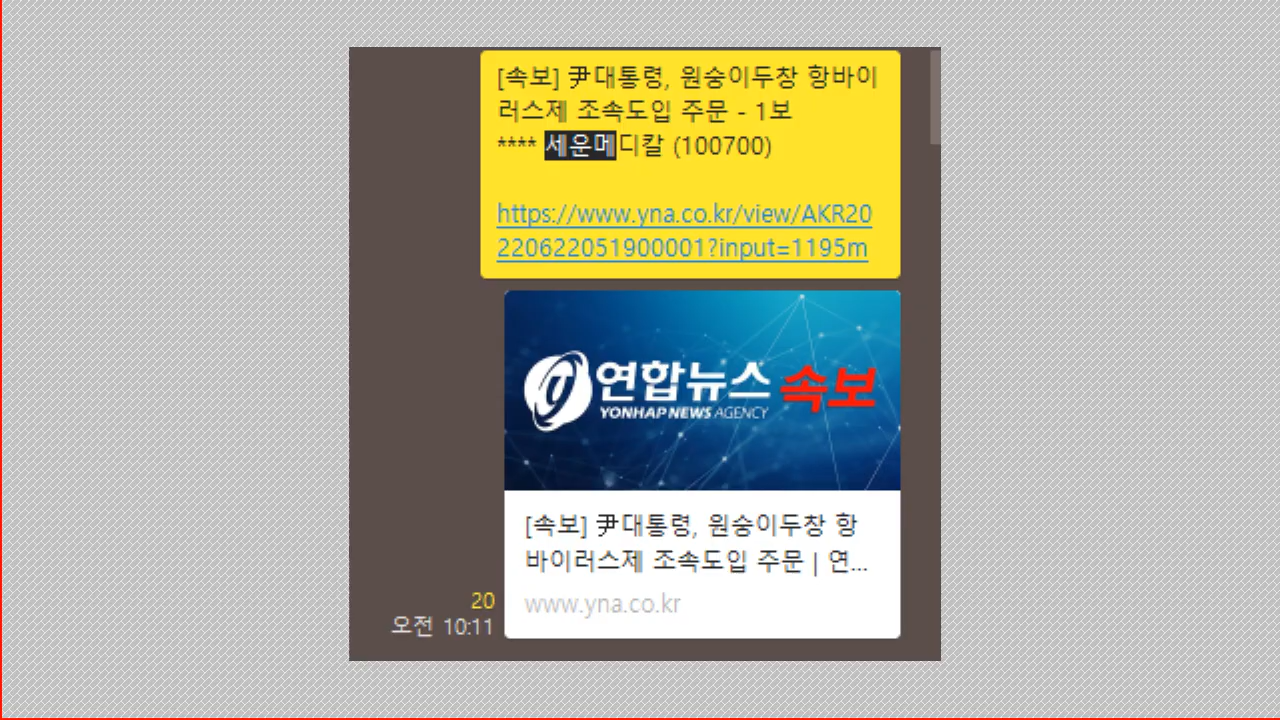 [속보] 尹대통령, 원숭이두창 항바이
러스제 조속도입 주문 - 1보
**** 세운메디칼 (100700)
https://www.yna.co.kr/view/AKR20
220622051900001?input=1195m
연합뉴스 속보
YONHAP NEWS AGENCY
[속보] 尹대통령, 원숭이두창 항
바이러스제 조속도입 주문 | 연...
www.yna.co.kr
20
오전 10:11